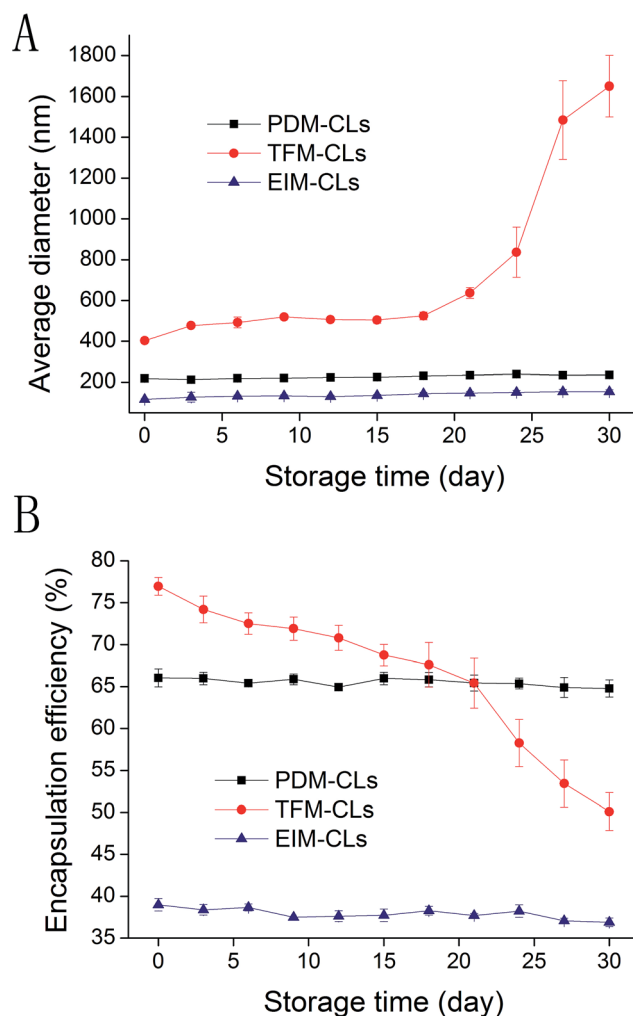 A
1800
1600
1400
1200
1000
800
600
400
200
Average diameter (nm)
PDM-CLs
TFM-CLs
EIM-CLs
0 5 10 15 20 25 30
Storage time (day)
B
80
75
70
65
60
55
50
45
40
35
Encapsulation efficiency (%)
PDM-CLs
TFM-CLs
EIM-CLs
0 5 10 15 20 25 30
Storage time (day)